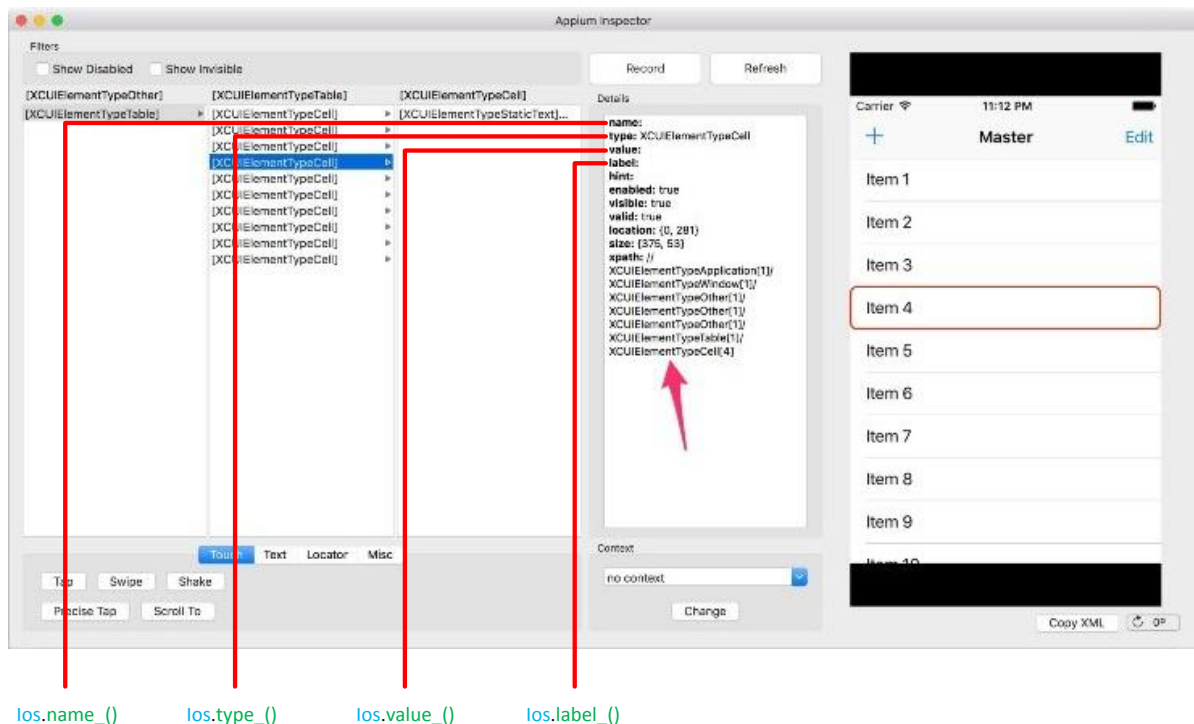 Appium Inspector
Filters
Show Disabled
Show Invisible
[XCUIElementTypeOther]
[XCUIElementTypeTable]
[XCUIElementTypeCell]
[XCUIElementTypeTable]
[XCUIElementTypeCell]
[XCUIElementTypeStaticText]...
[XCUIElementTypeCell]
[XCUIElementTypeCell]
[XCUIElementTypeCell]
[XCUIElementTypeCell]
[XCUIElementTypeCell]
[XCUIElementTypeCell]
[XCUIElementTypeCell]
[XCUIElementTypeCell]
[XCUIElementTypeCell]
Touch
Text
Locator
Misc
Tap
Swipe
Shake
Precise Tap
Scroll To
Record
Refresh
Details
name:
type: XCUIElementTypeCell
value:
label:
hint:
enabled: true
visible: true
valid: true
location: {0, 281}
size: {375, 53}
xpath: //
XCUIElementTypeApplication[1]/
XCUIElementTypeWindow[1]/
XCUIElementTypeOther[1]/
XCUIElementTypeOther[1]/
XCUIElementTypeOther[1]/
XCUIElementTypeTable[1]/
XCUIElementTypeCell[4]
Context
no context
Change
Carrier
11:12 PM
+
Master
Edit
Item 1
Item 2
Item 3
Item 4
Item 5
Item 6
Item 7
Item 8
Item 9
Item 10
Copy XML
0°
Ios.name_()
Ios.type_()
Ios.value_()
Ios.label_()